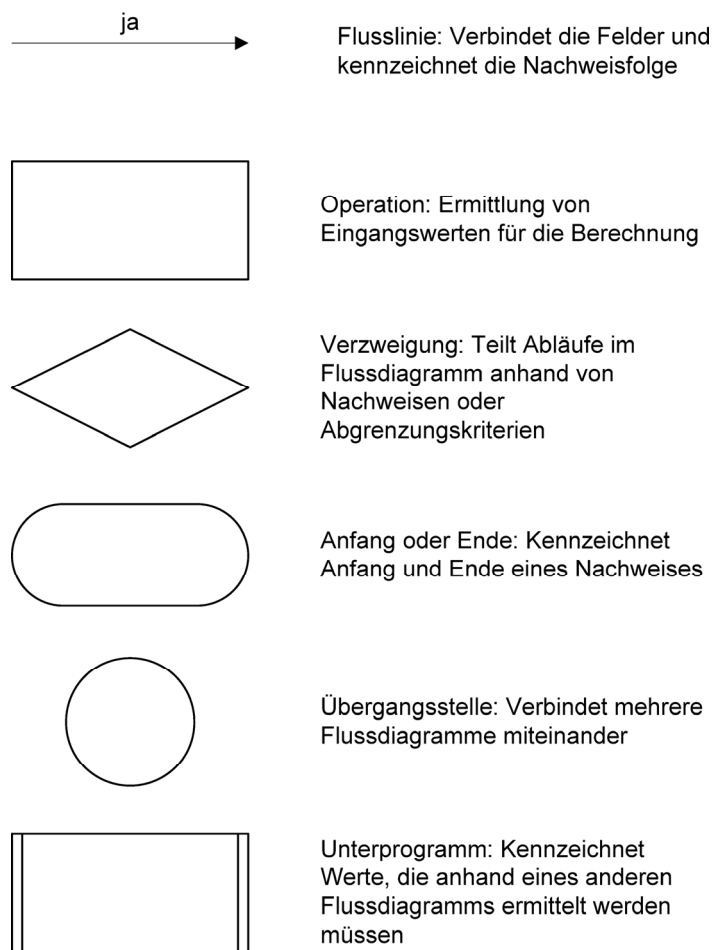 ja
Flusslinie: Verbindet die Felder und
kennzeichnet die Nachweisfolge
Operation: Ermittlung von
Eingangswerten für die Berechnung
Verzweigung: Teilt Abläufe im
Flussdiagramm anhand von
Nachweisen oder
Abgrenzungskriterien
Anfang oder Ende: Kennzeichnet
Anfang und Ende eines Nachweises
Übergangsstelle: Verbindet mehrere
Flussdiagramme miteinander
Unterprogramm: Kennzeichnet
Werte, die anhand eines anderen
Flussdiagramms ermittelt werden
müssen